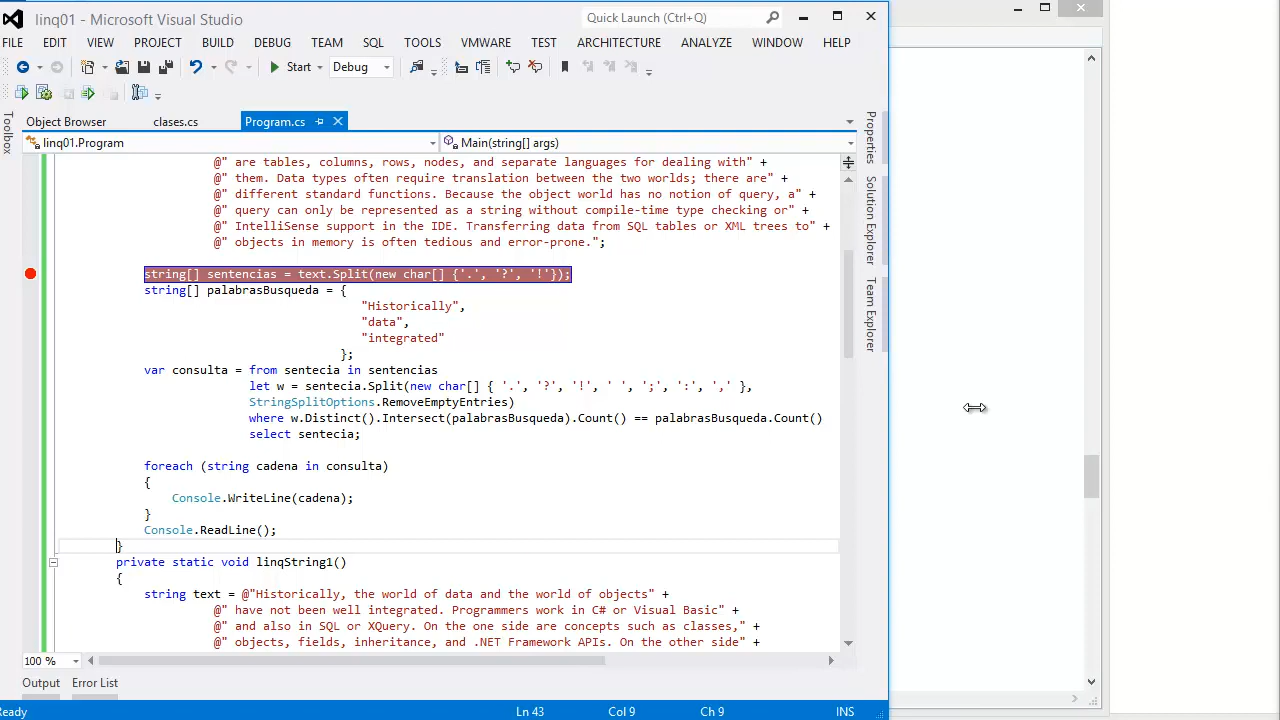 linq01 - Microsoft Visual Studio
Quick Launch (Ctrl+Q)
FILE EDIT VIEW PROJECT BUILD DEBUG TEAM SQL TOOLS VMWARE TEST ARCHITECTURE ANALYZE WINDOW HELP
Start Debug
Toolbox
Object Browser clases.cs Program.cs
linq01.Program Main(string[] args)
Properties
Solution Explorer
Team Explorer
@" are tables, columns, rows, nodes, and separate languages for dealing with" +
@" them. Data types often require translation between the two worlds; there are" +
@" different standard functions. Because the object world has no notion of query, a" +
@" query can only be represented as a string without compile-time type checking or" +
@" IntelliSense support in the IDE. Transferring data from SQL tables or XML trees to" +
@" objects in memory is often tedious and error-prone.";
string[] sentencias = text.Split(new char[] {'.', '?', '!'});
string[] palabrasBusqueda = {
"Historically",
"data",
"integrated"
};
var consulta = from sentecia in sentencias
let w = sentecia.Split(new char[] { '.', '?', '!', ' ', ';', ':', ',' },
StringSplitOptions.RemoveEmptyEntries)
where w.Distinct().Intersect(palabrasBusqueda).Count() == palabrasBusqueda.Count()
select sentecia;
foreach (string cadena in consulta)
{
Console.WriteLine(cadena);
}
Console.ReadLine();
}
private static void linqString1()
{
string text = @"Historically, the world of data and the world of objects" +
@" have not been well integrated. Programmers work in C# or Visual Basic" +
@" and also in SQL or XQuery. On the one side are concepts such as classes," +
@" objects, fields, inheritance, and .NET Framework APIs. On the other side" +
100 %
Output Error List
Ready Ln 43 Col 9 Ch 9 INS